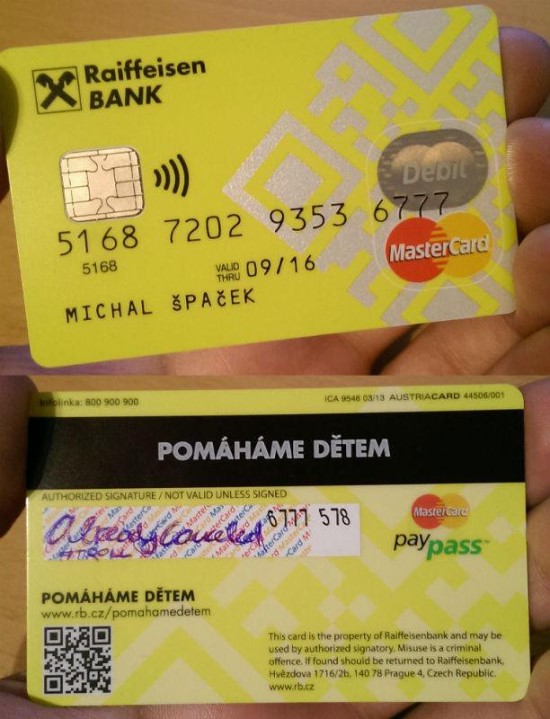 Raiffeisen
BANK
Debit
5168 7202 9353 6777
MasterCard
5168
VALID THRU 09/16
MICHAL ŠPAČEK
Infolinka: 800 900 900
ICA 9546 03/13 AUSTRIACARD 44506/001
POMÁHÁME DĚTEM
AUTHORIZED SIGNATURE / NOT VALID UNLESS SIGNED
Already Canceled
#TROLL
6777 578
MasterCard
paypass™
POMÁHÁME DĚTEM
www.rb.cz/pomahamedetem
This card is the property of Raiffeisenbank and may be
used by authorized signatory. Misuse is a criminal
offence. If found should be returned to Raiffeisenbank,
Hvězdova 1716/2b, 140 78 Prague 4, Czech Republic.
www.rb.cz